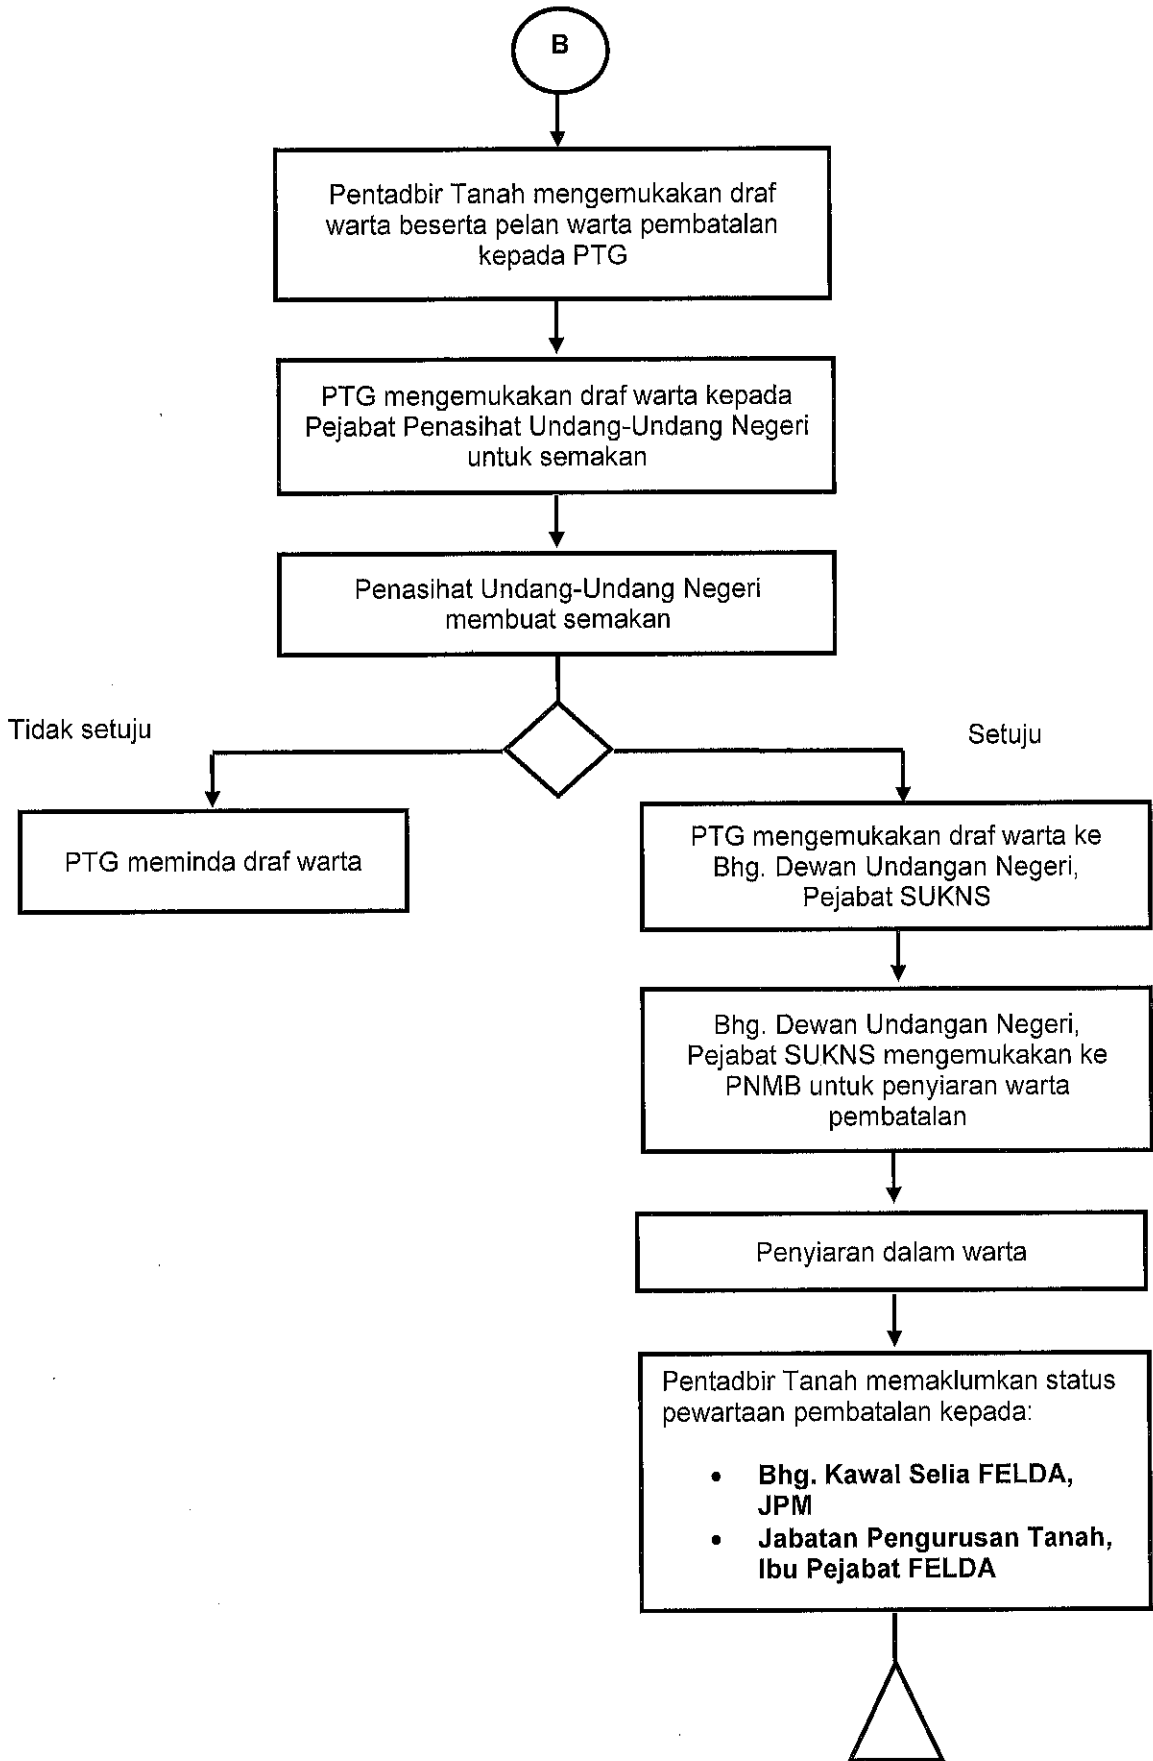 B
Pentadbir Tanah mengemukakan draf
warta beserta pelan warta pembatalan
kepada PTG
PTG mengemukakan draf warta kepada
Pejabat Penasihat Undang-Undang Negeri
untuk semakan
Penasihat Undang-Undang Negeri
membuat semakan
Tidak setuju
Setuju
PTG meminda draf warta
PTG mengemukakan draf warta ke
Bhg. Dewan Undangan Negeri,
Pejabat SUKNS
Bhg. Dewan Undangan Negeri,
Pejabat SUKNS mengemukakan ke
PNMB untuk penyiaran warta
pembatalan
Penyiaran dalam warta
Pentadbir Tanah memaklumkan status
pewartaan pembatalan kepada:
• Bhg. Kawal Selia FELDA,
JPM
• Jabatan Pengurusan Tanah,
Ibu Pejabat FELDA